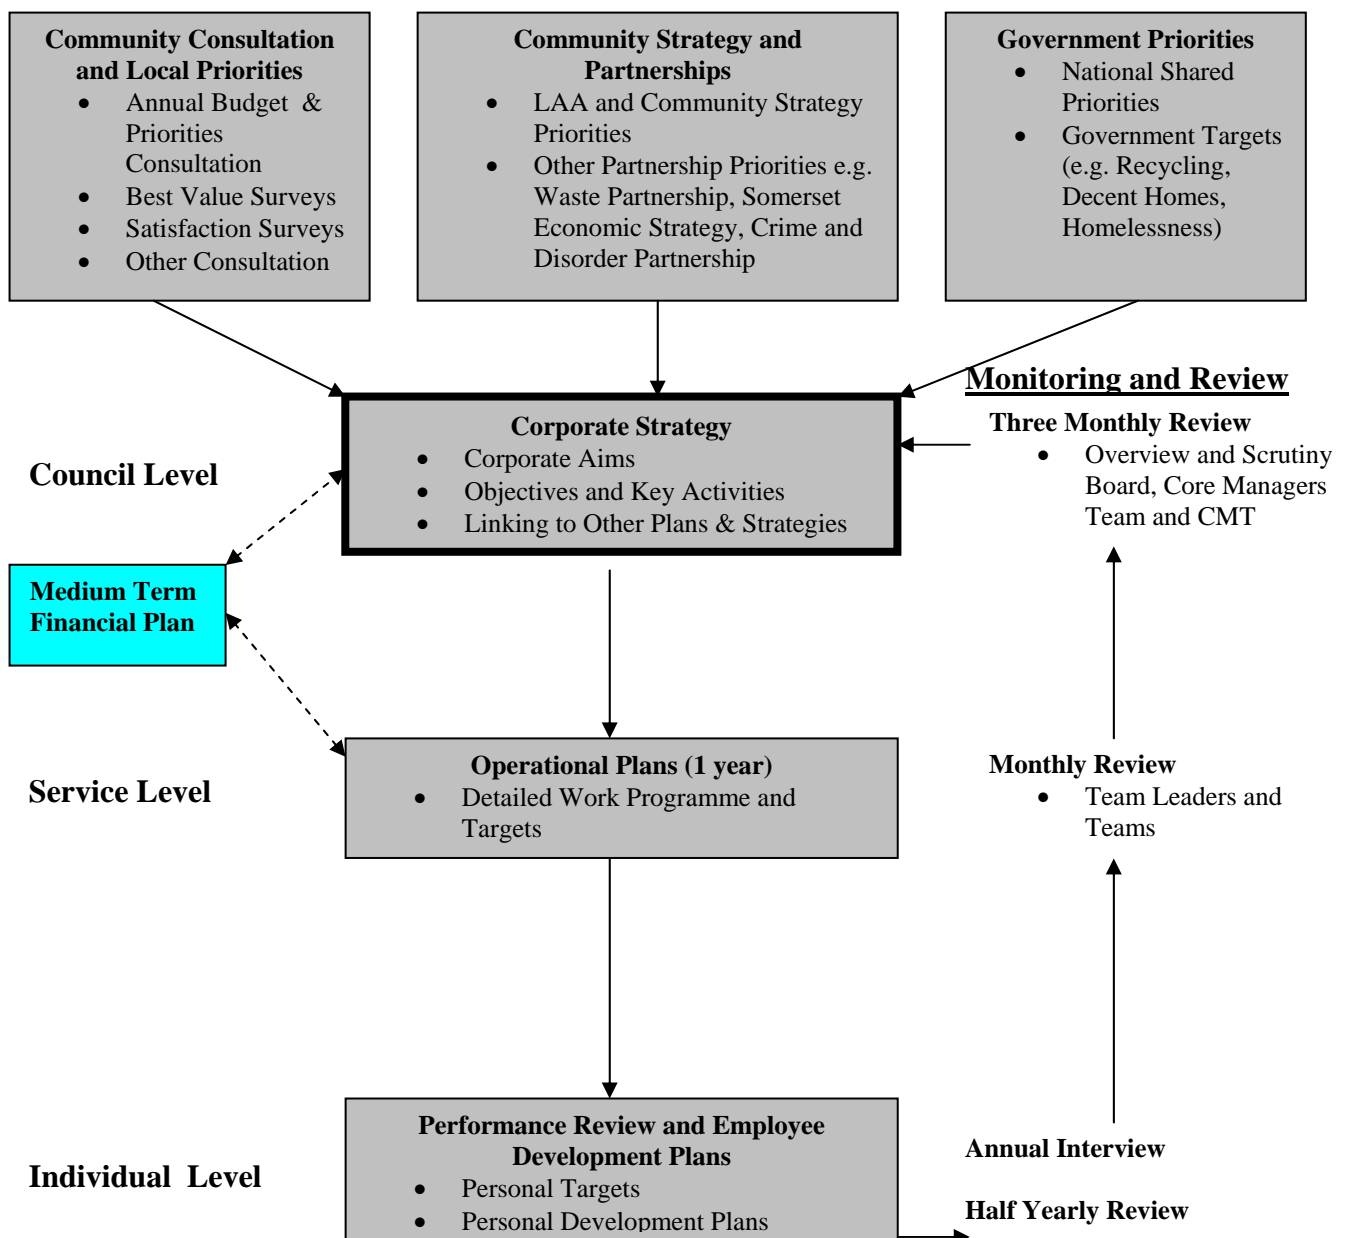 Community Consultation
and Local Priorities
• Annual Budget & 
Priorities
Consultation
• Best Value Surveys
• Satisfaction Surveys
• Other Consultation
Community Strategy and
Partnerships
• LAA and Community Strategy
Priorities
• Other Partnership Priorities e.g.
Waste Partnership, Somerset
Economic Strategy, Crime and
Disorder Partnership
Government Priorities
• National Shared
Priorities
• Government Targets
(e.g. Recycling,
Decent Homes,
Homelessness)
Monitoring and Review
Council Level
Corporate Strategy
• Corporate Aims
• Objectives and Key Activities
• Linking to Other Plans & Strategies
Three Monthly Review
• Overview and Scrutiny
Board, Core Managers
Team and CMT
Medium Term
Financial Plan
Service Level
Operational Plans (1 year)
• Detailed Work Programme and
Targets
Monthly Review
• Team Leaders and
Teams
Individual Level
Performance Review and Employee
Development Plans
• Personal Targets
• Personal Development Plans
Annual Interview
Half Yearly Review